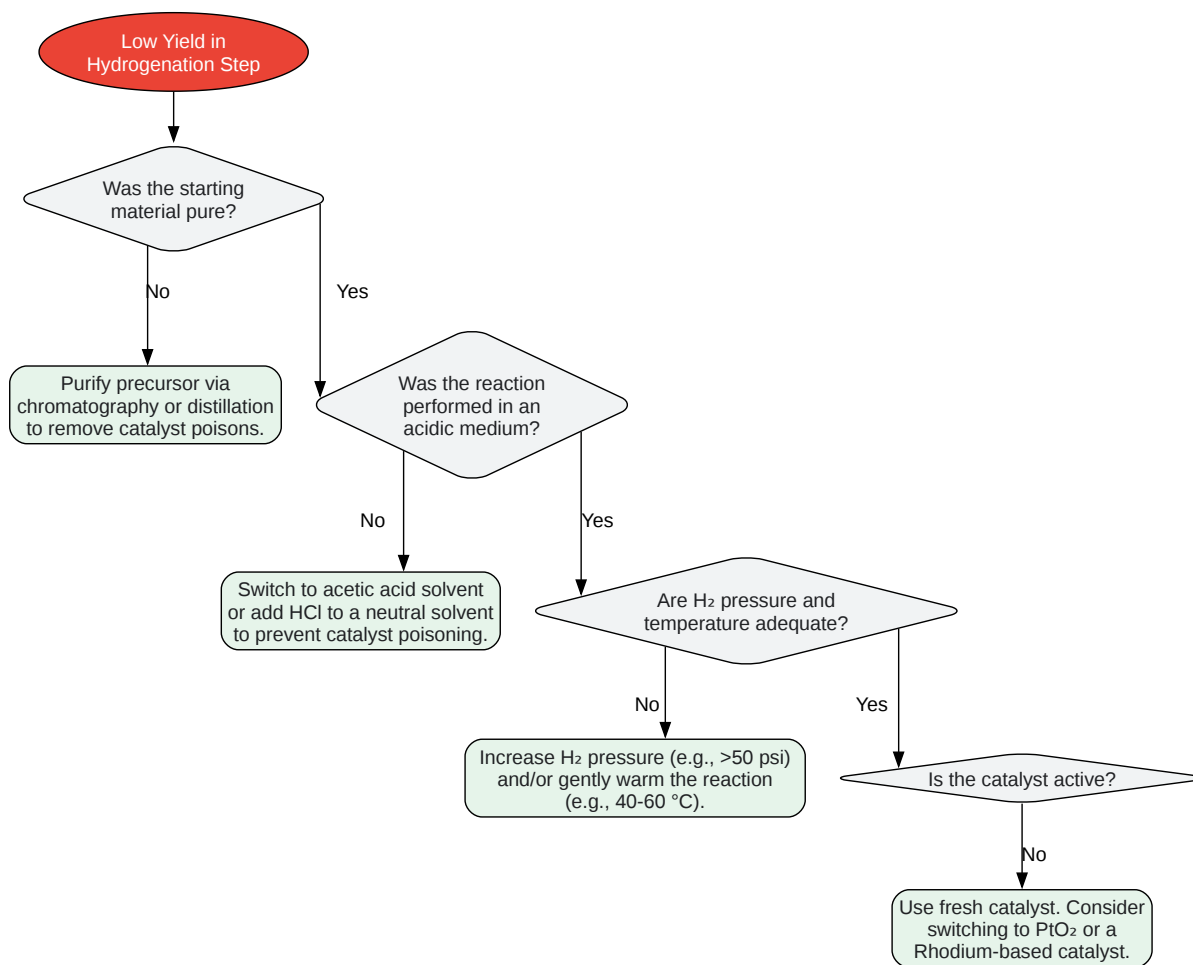 Low Yield in
Hydrogenation Step
Was the starting
material pure?
No
Yes
Purify precursor via
chromatography or distillation
to remove catalyst poisons.
Was the reaction
performed in an
acidic medium?
No
Yes
Switch to acetic acid solvent
or add HCl to a neutral solvent
to prevent catalyst poisoning.
Are H₂ pressure and
temperature adequate?
No
Yes
Increase H₂ pressure (e.g., >50 psi)
and/or gently warm the reaction
(e.g., 40-60 °C).
Is the catalyst active?
No
Use fresh catalyst. Consider
switching to PtO₂ or a
Rhodium-based catalyst.